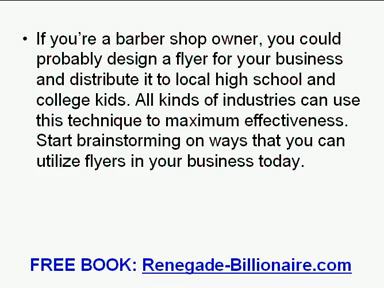 • If you're a barber shop owner, you could
probably design a flyer for your business
and distribute it to local high school and
college kids. All kinds of industries can use
this technique to maximum effectiveness.
Start brainstorming on ways that you can
utilize flyers in your business today.
FREE BOOK: Renegade-Billionaire.com